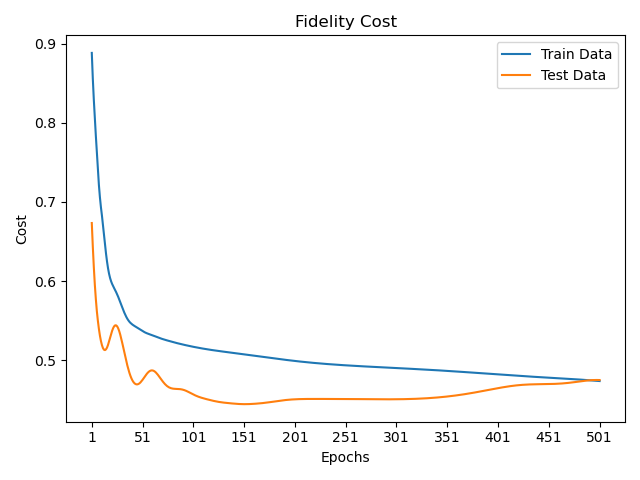 Fidelity Cost
Train Data
Test Data
Cost
0.9
0.8
0.7
0.6
0.5
1 51 101 151 201 251 301 351 401 451 501
Epochs